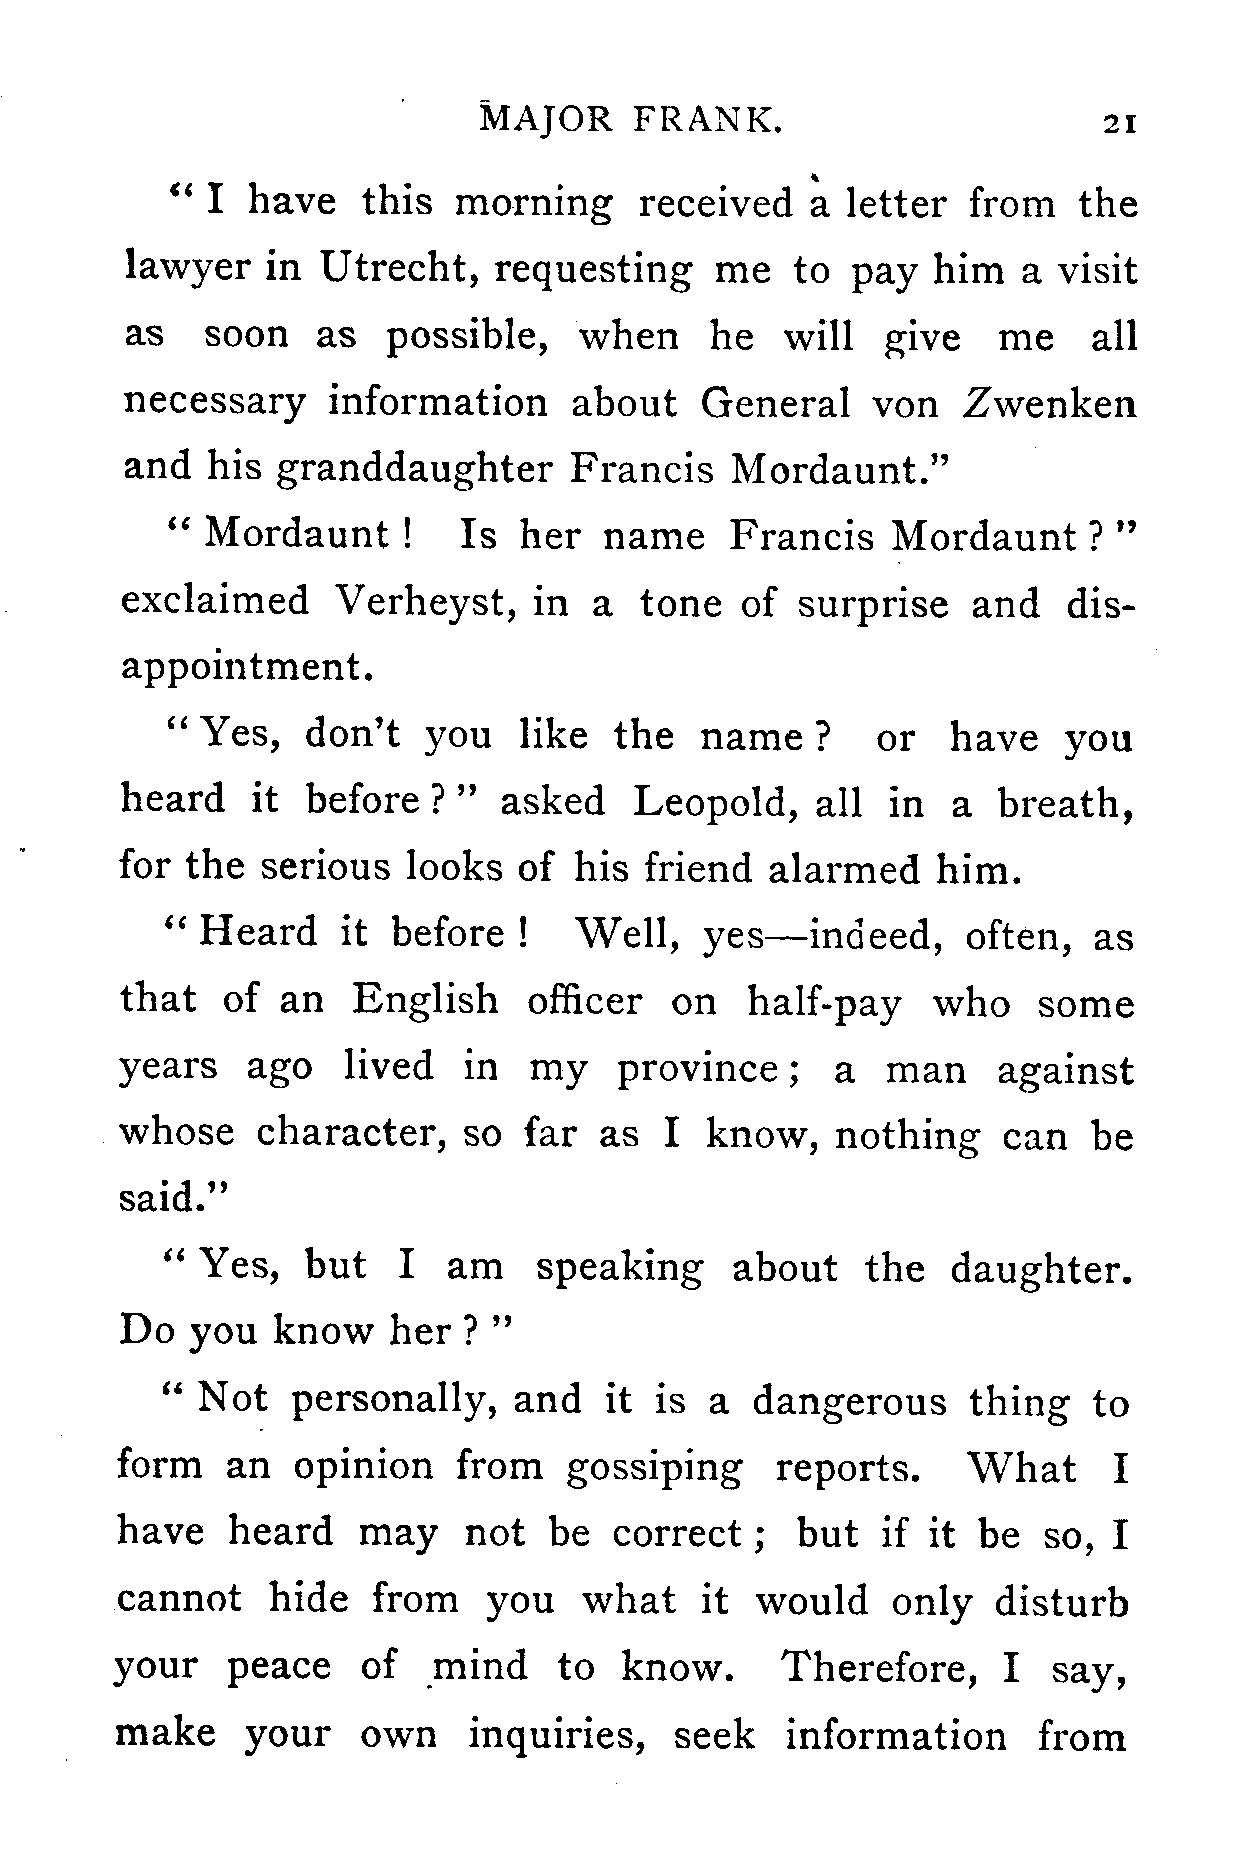 MAJOR FRANK. 21
“ I have this morning received a letter from the
lawyer in Utrecht, requesting me to pay him a visit
as soon as possible, when he will give me all
necessary information about General von Zwenken
and his granddaughter Francis Mordaunt.”
“ Mordaunt ! Is her name Francis Mordaunt ? ”
exclaimed Verheyst, in a tone of surprise and dis-
appointment.
“ Yes, don’t you like the name ? or have you
heard it before ? ” asked Leopold, all in a breath,
for the serious looks of his friend alarmed him.
“ Heard it before ! Well, yes—indeed, often, as
that of an English officer on half-pay who some
years ago lived in my province ; a man against
whose character, so far as I know, nothing can be
said.”
“ Yes, but I am speaking about the daughter.
Do you know her ? ”
“ Not personally, and it is a dangerous thing to
form an opinion from gossiping reports. What I
have heard may not be correct ; but if it be so, I
cannot hide from you what it would only disturb
your peace of mind to know. Therefore, I say,
make your own inquiries, seek information from